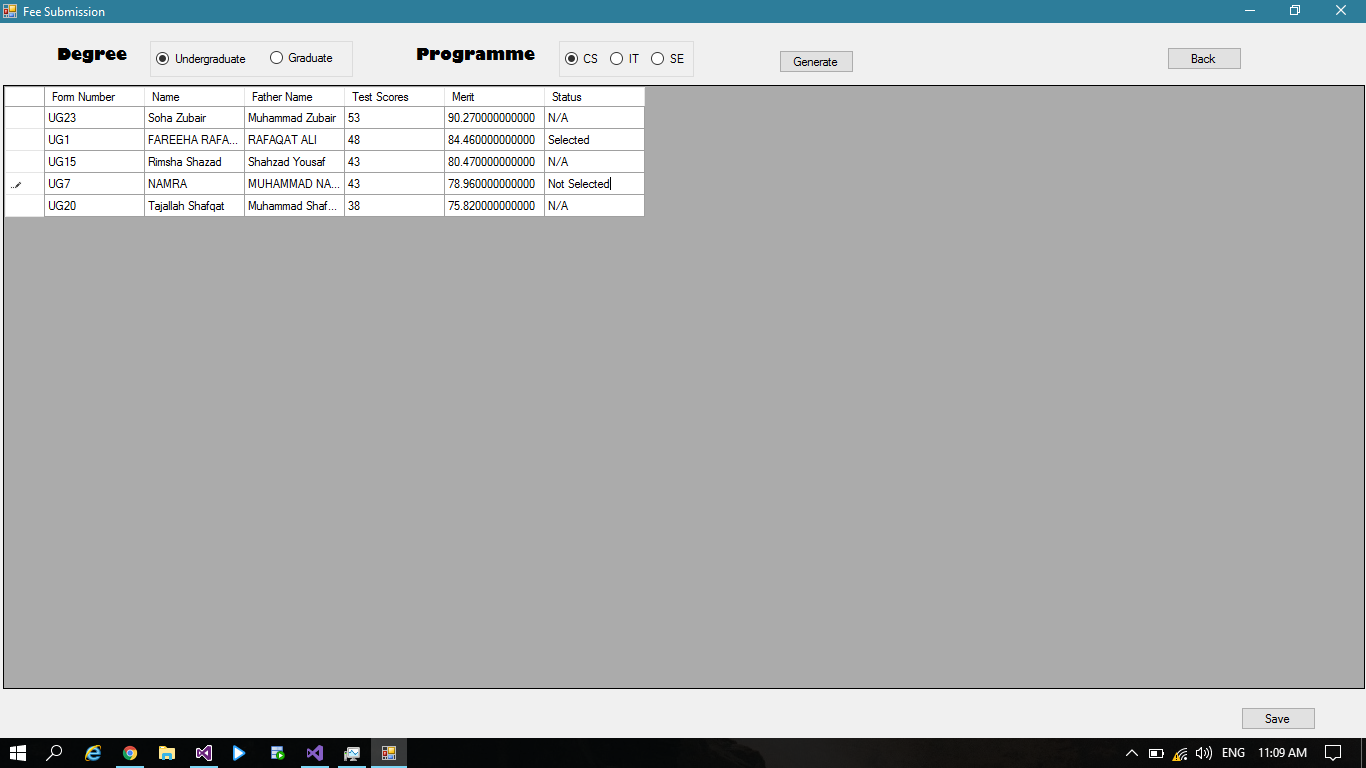 Fee Submission
Degree Undergraduate Graduate Programme CS IT SE Generate Back
Form Number Name Father Name Test Scores Merit Status
UG23 Soha Zubair Muhammad Zubair 53 90.270000000000 N/A
UG1 FAREEHA RAFA... RAFAQAT ALI 48 84.460000000000 Selected
UG15 Rimsha Shazad Shahzad Yousaf 43 80.470000000000 N/A
UG7 NAMRA MUHAMMAD NA... 43 78.960000000000 Not Selected
UG20 Tajallah Shafqat Muhammad Shaf... 38 75.820000000000 N/A
Save
ENG 11:09 AM